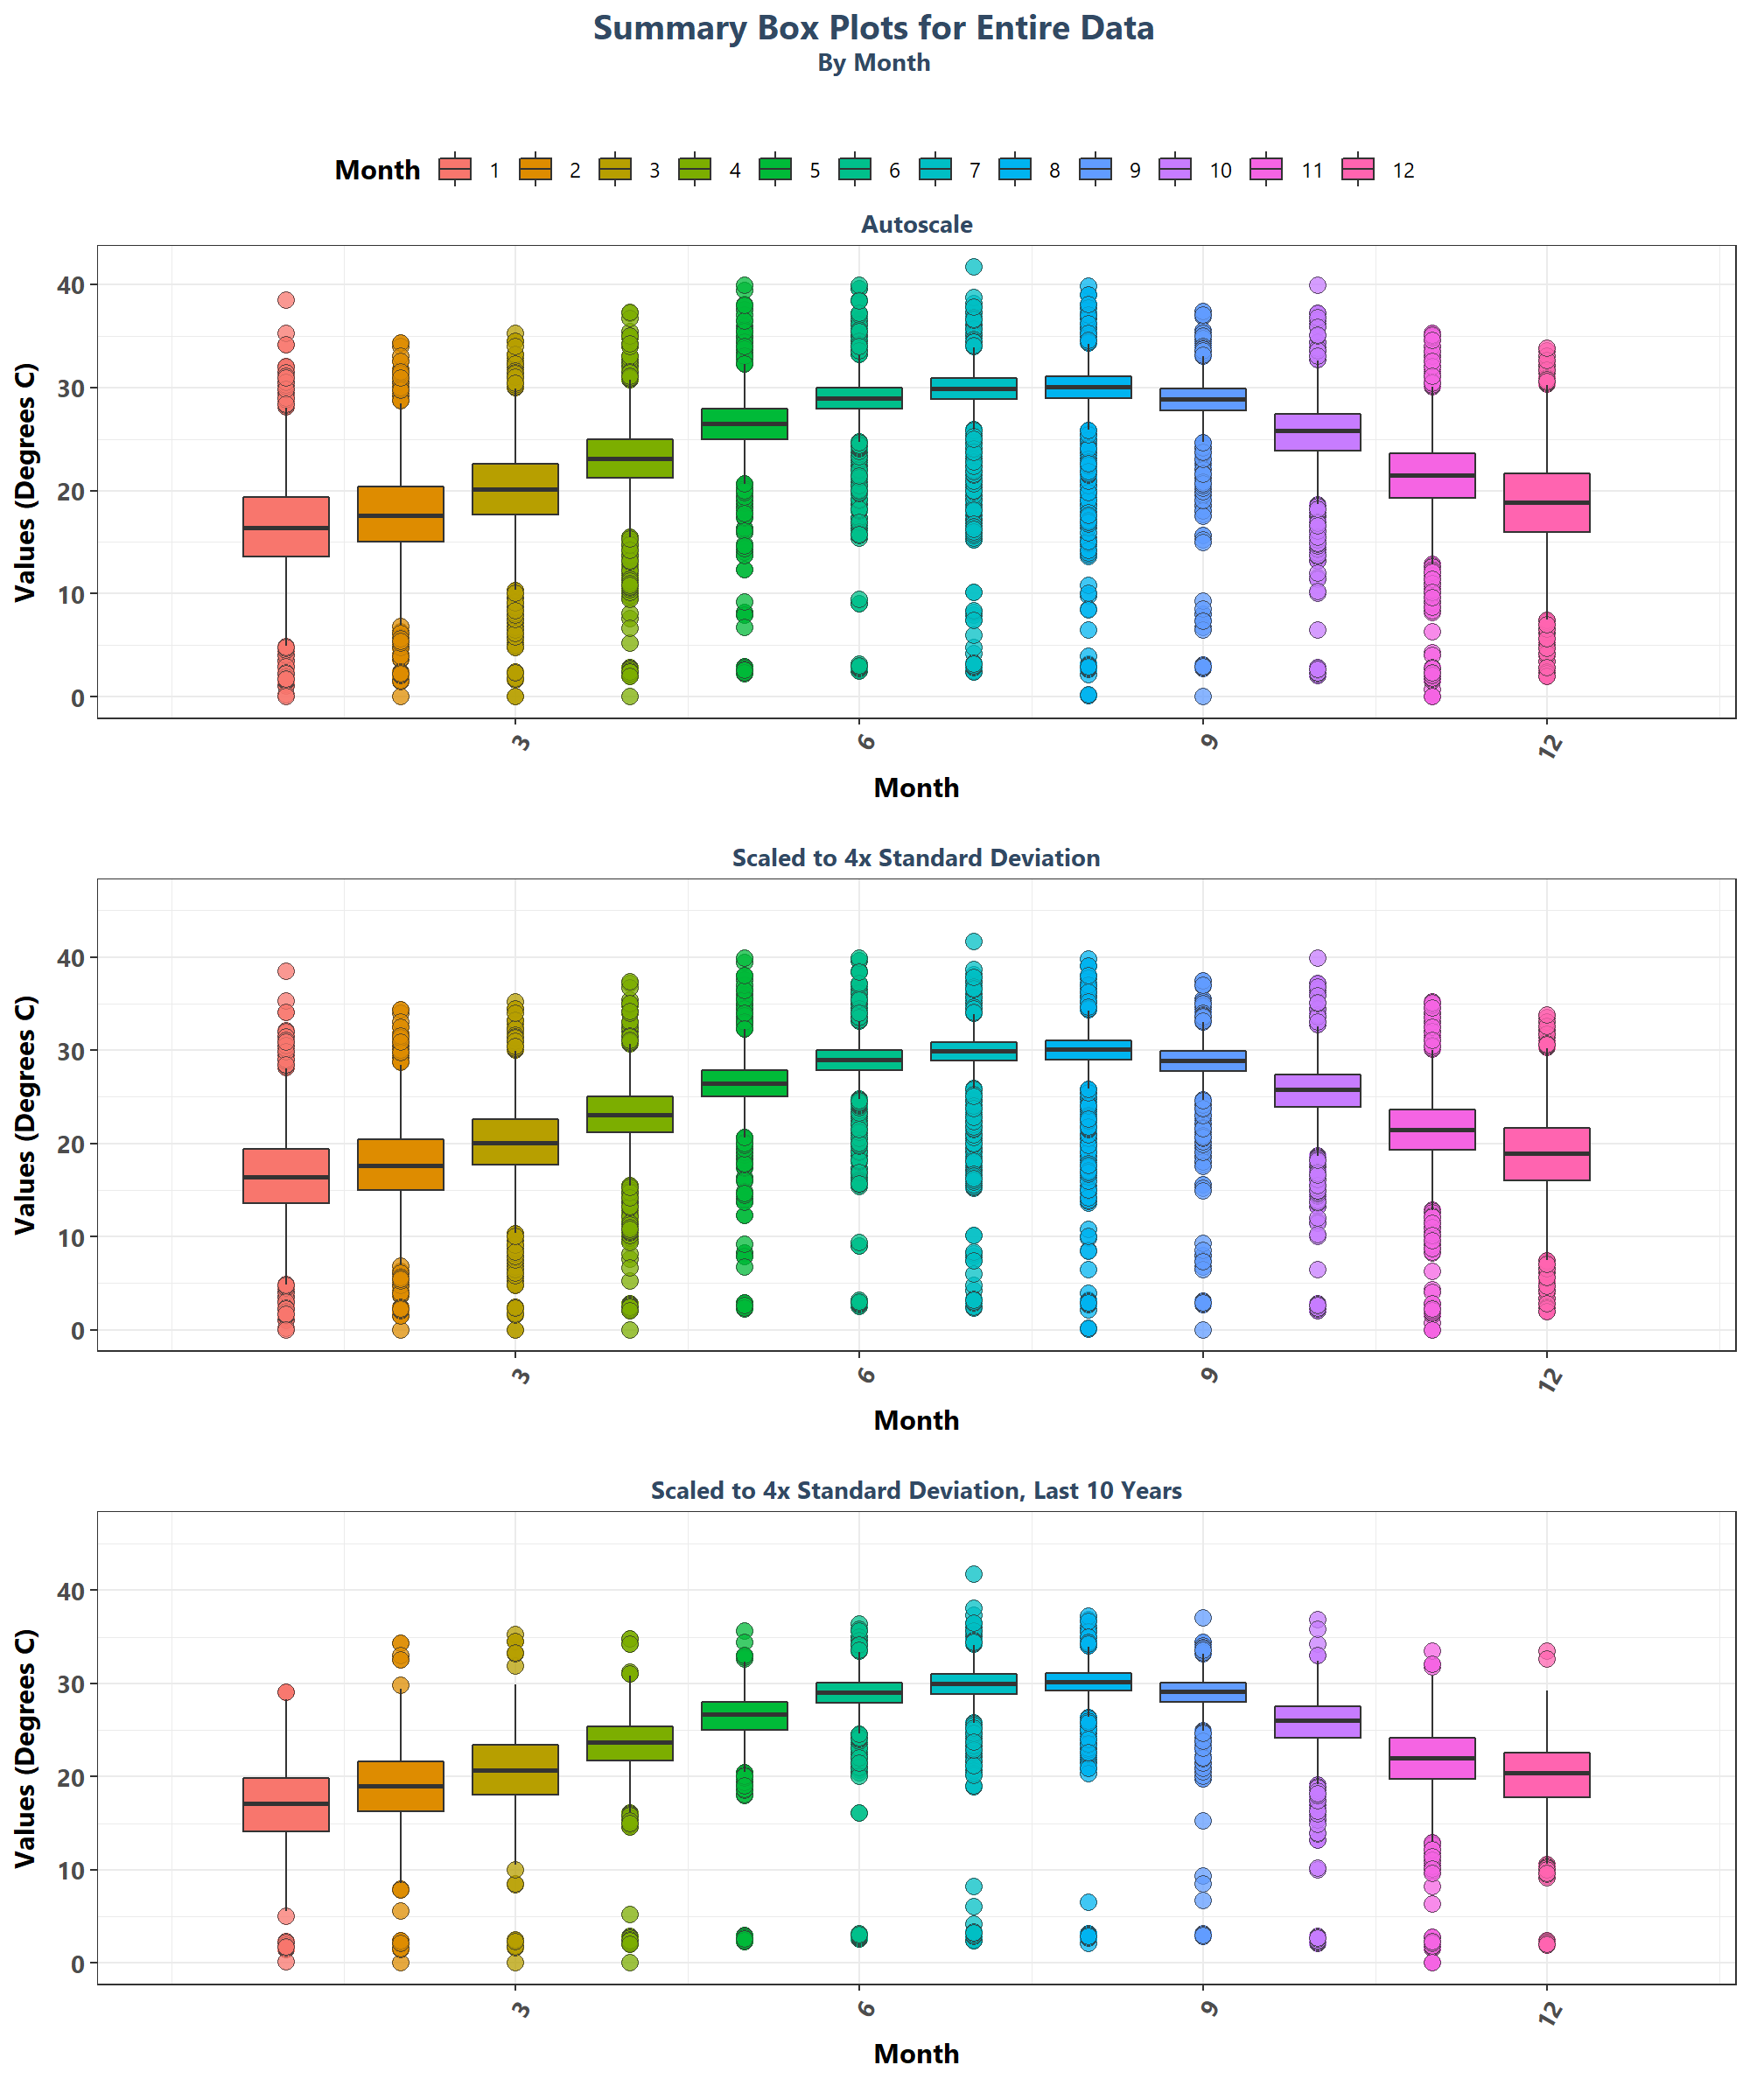 Summary Box Plots for Entire Data
By Month
Month 1 2 3 4 5 6 7 8 9 10 11 12
Autoscale
Values (Degrees C)
40
30
20
10
0
3 6 9 12
Month
Scaled to 4x Standard Deviation
Values (Degrees C)
40
30
20
10
0
3 6 9 12
Month
Scaled to 4x Standard Deviation, Last 10 Years
Values (Degrees C)
40
30
20
10
0
3 6 9 12
Month